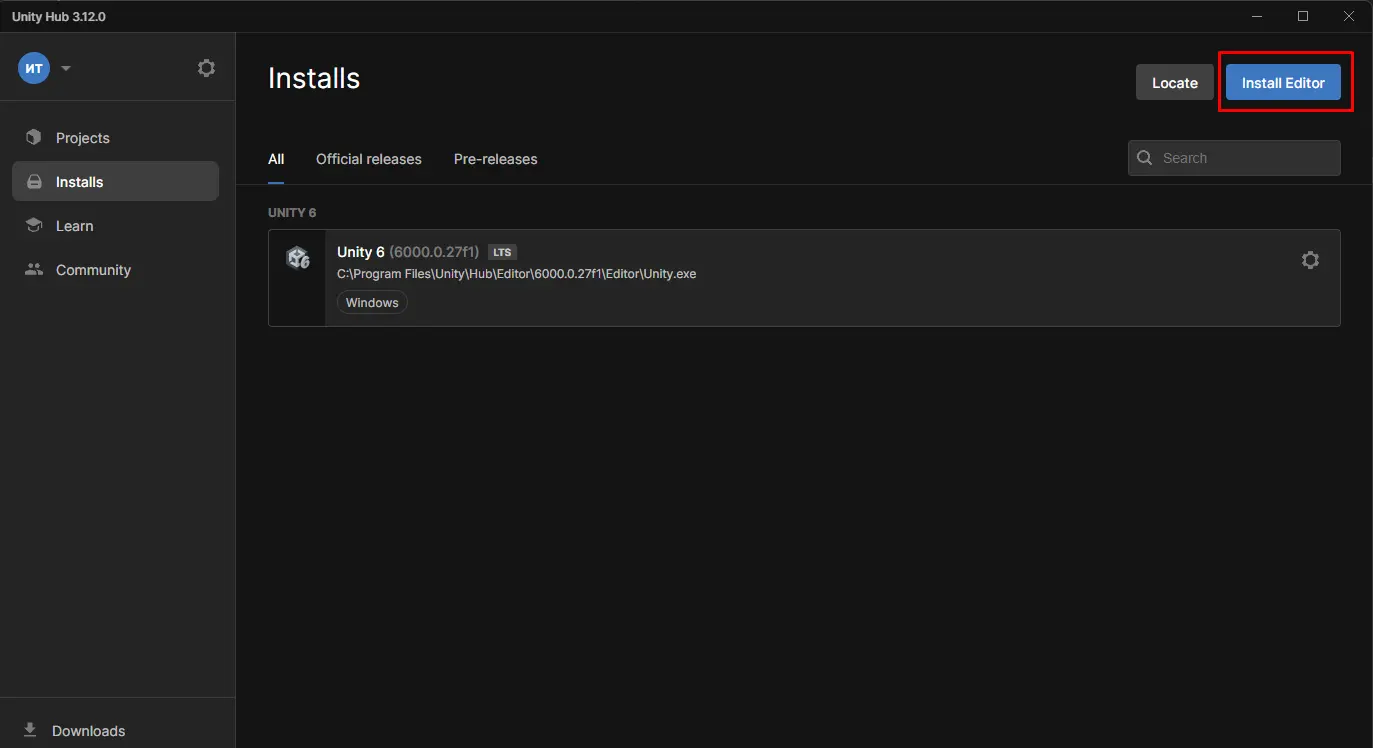 Unity Hub 3.12.0
ИТ
Installs
Locate
Install Editor
Projects
Installs
Learn
Community
All
Official releases
Pre-releases
Search
UNITY 6
6
Unity 6 (6000.0.27f1) LTS
C:\Program Files\Unity\Hub\Editor\6000.0.27f1\Editor\Unity.exe
Windows
Downloads